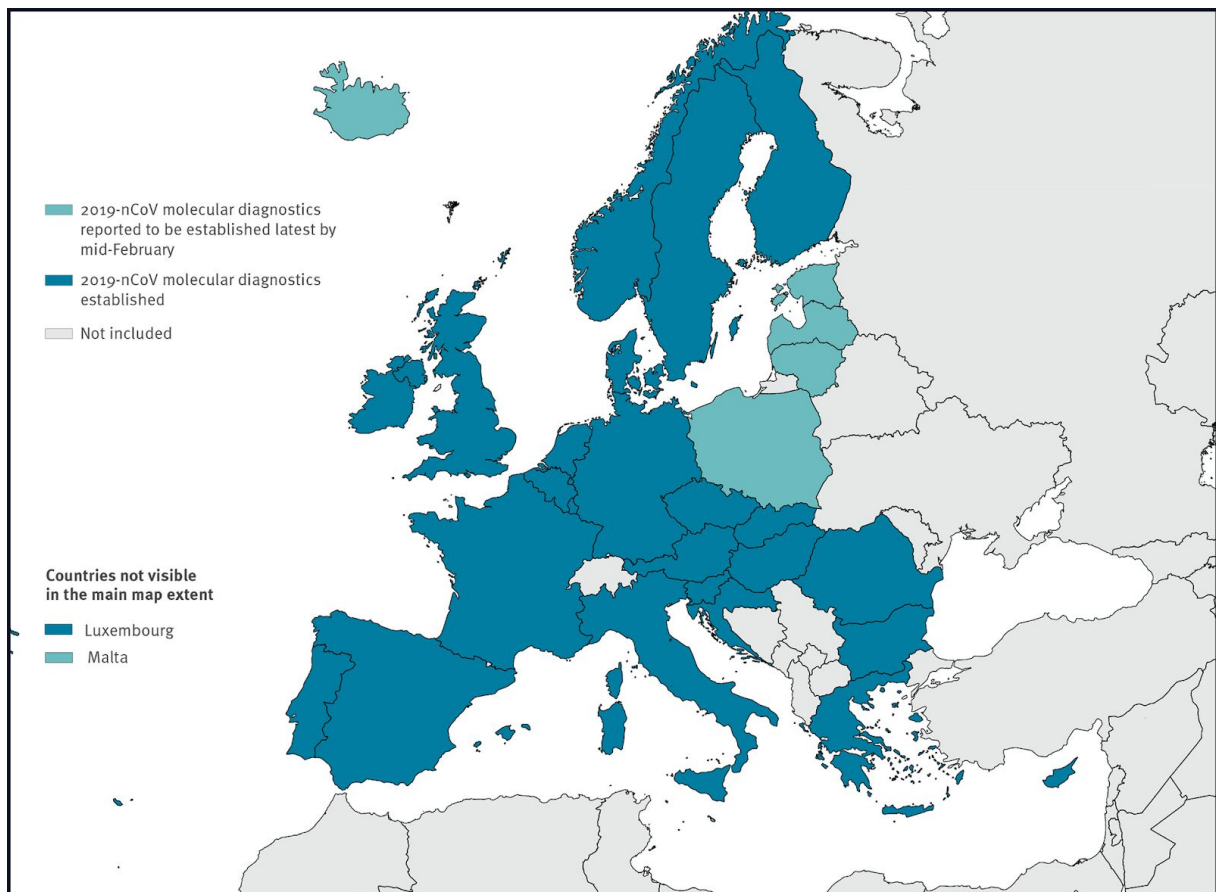 2019-nCoV molecular diagnostics
reported to be established latest by
mid-February
2019-nCoV molecular diagnostics
established
Not included
Countries not visible
in the main map extent
Luxembourg
Malta